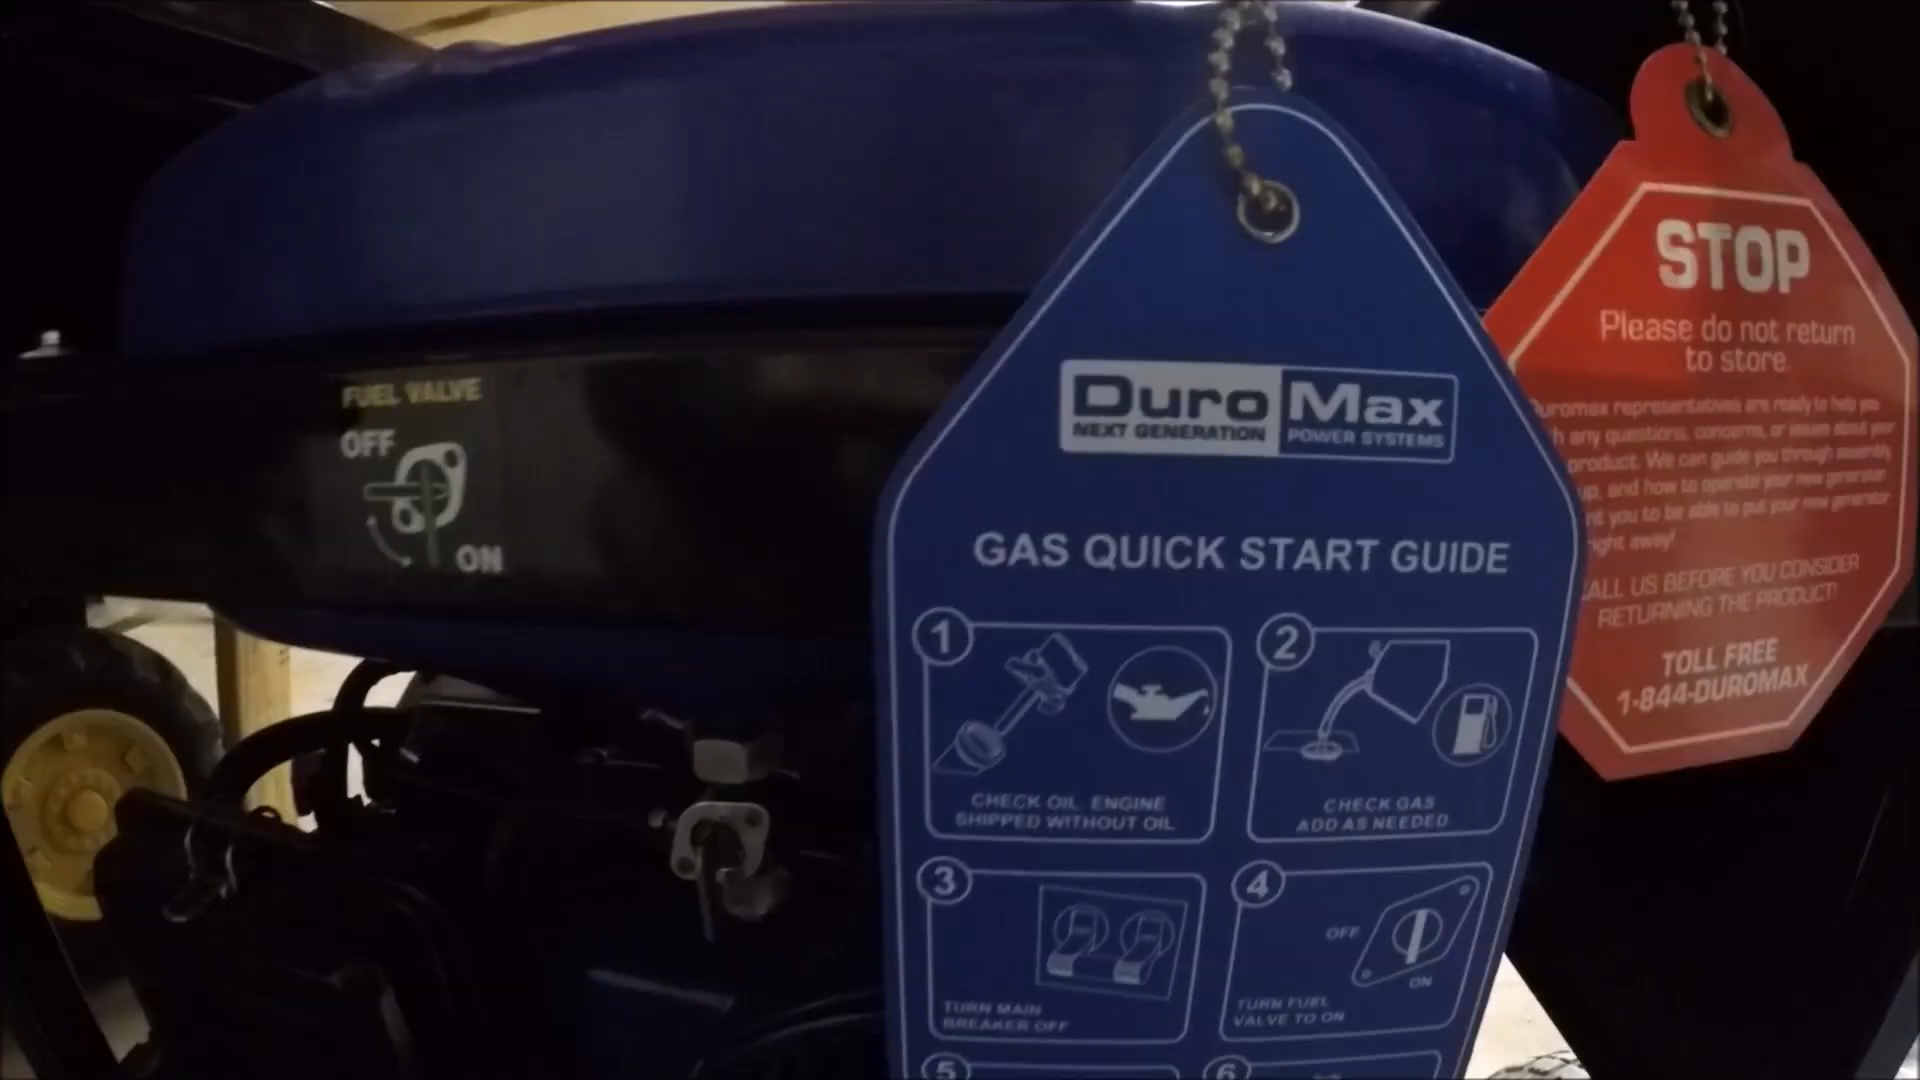 FUEL VALVE
OFF
ON
DuroMax
NEXT GENERATION POWER SYSTEMS
GAS QUICK START GUIDE
1
CHECK OIL ENGINE
SHIPPED WITHOUT OIL
2
CHECK GAS
ADD AS NEEDED
3
TURN MAIN
BREAKER OFF
4
OFF
ON
TURN FUEL
VALVE TO ON
5
6
STOP
Please do not return
to store.
Duromax representatives are ready to help you
any questions, concerns, or issues about your
product. We can guide you through assembly,
and how to operate your new generator.
you to be able to put your new generator
right away!
CALL US BEFORE YOU CONSIDER
RETURNING THE PRODUCT!
TOLL FREE
1-844-DUROMAX